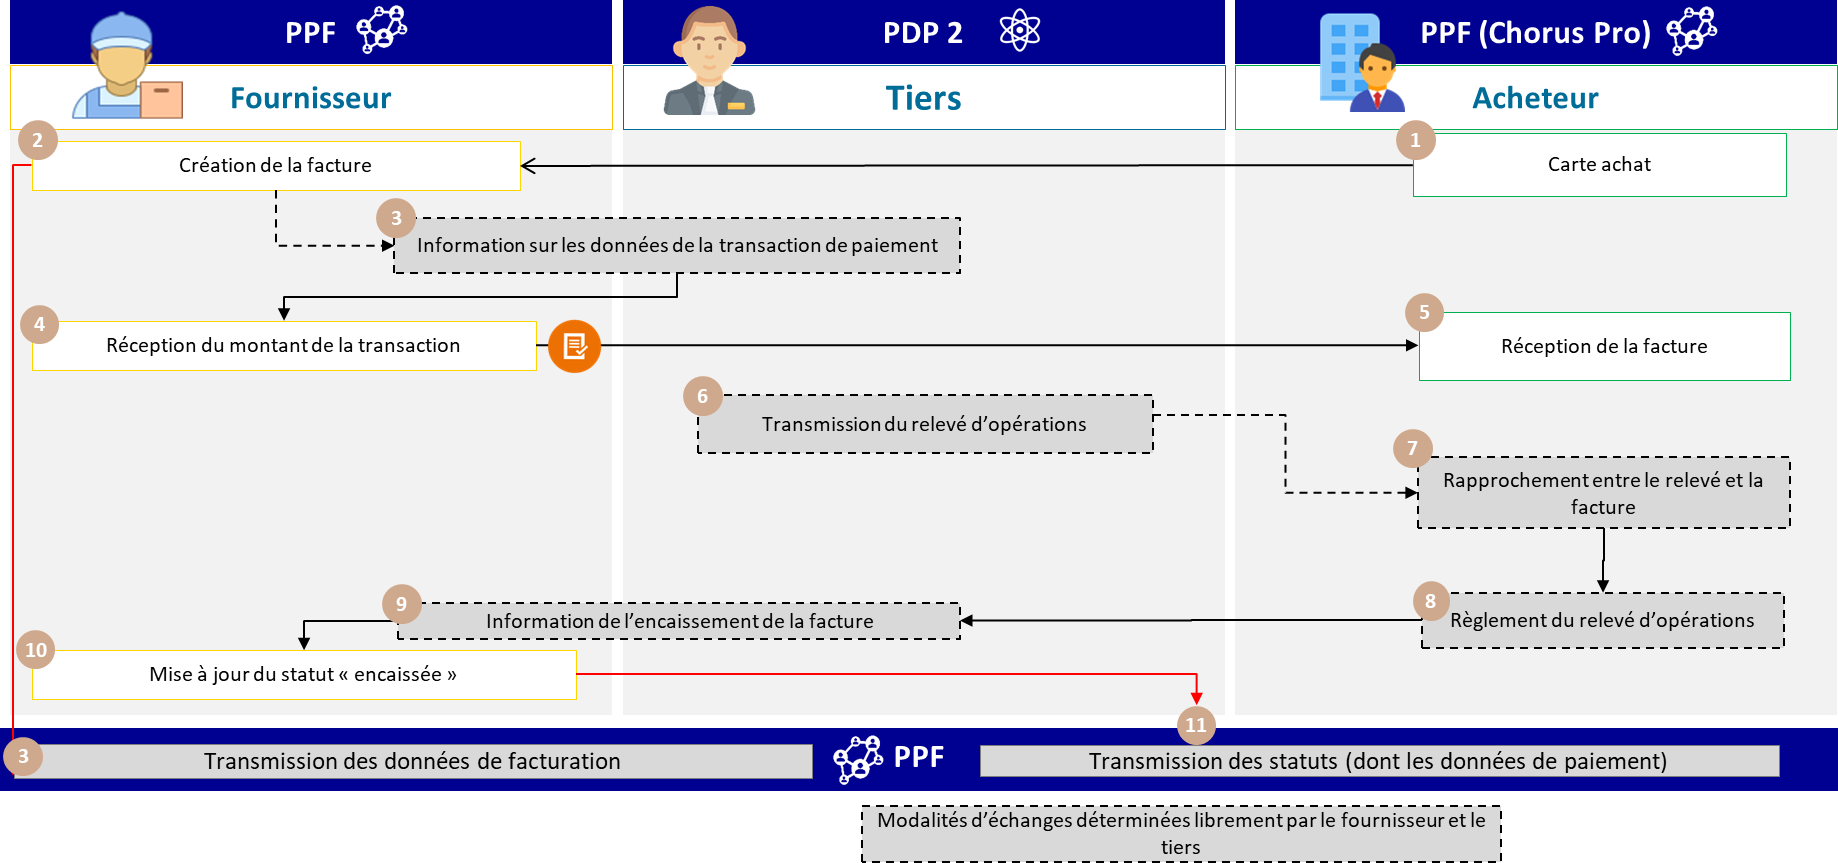 PPF
PDP 2
PPF (Chorus Pro)
Fournisseur
Tiers
Acheteur
2
Création de la facture
1
Carte achat
3
Information sur les données de la transaction de paiement
4
Réception du montant de la transaction
5
Réception de la facture
6
Transmission du relevé d’opérations
7
Rapprochement entre le relevé et la
facture
8
Règlement du relevé d’opérations
9
Information de l’encaissement de la facture
10
Mise à jour du statut « encaissée »
11
3
Transmission des données de facturation
PPF
Transmission des statuts (dont les données de paiement)
Modalités d’échanges déterminées librement par le fournisseur et le
tiers